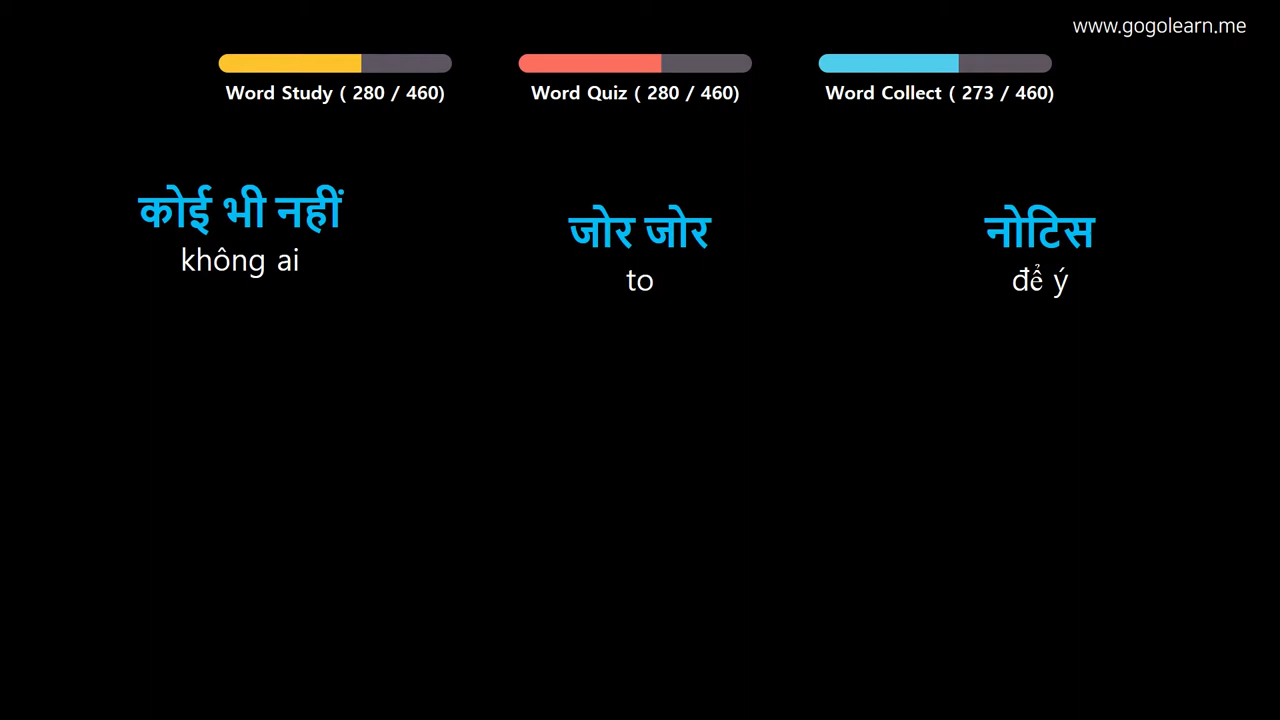 www.gogolearn.me
Word Study ( 280 / 460)
Word Quiz ( 280 / 460)
Word Collect ( 273 / 460)
कोई भी नहीं
không ai
जोर जोर
to
नोटिस
để ý